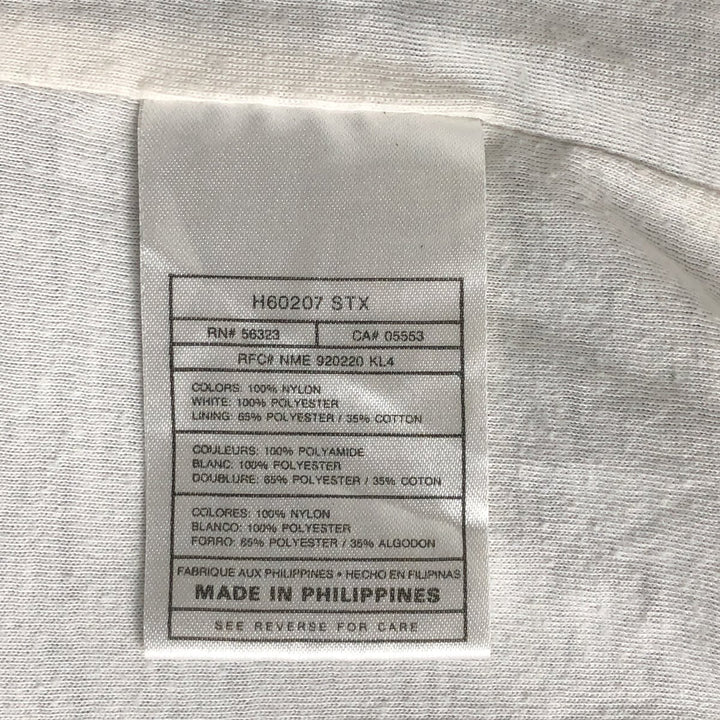 H60207 STX
RN# 56323 CA# 05553
RFC# NME 920220 KL4
COLORS: 100% NYLON
WHITE: 100% POLYESTER
LINING: 65% POLYESTER / 35% COTTON
COULEURS: 100% POLYAMIDE
BLANC: 100% POLYESTER
DOUBLURE: 65% POLYESTER / 35% COTON
COLORES: 100% NYLON
BLANCO: 100% POLYESTER
FORRO: 65% POLYESTER / 35% ALGODON
FABRIQUE AUX PHILIPPINES • HECHO EN FILIPINAS
MADE IN PHILIPPINES
SEE REVERSE FOR CARE